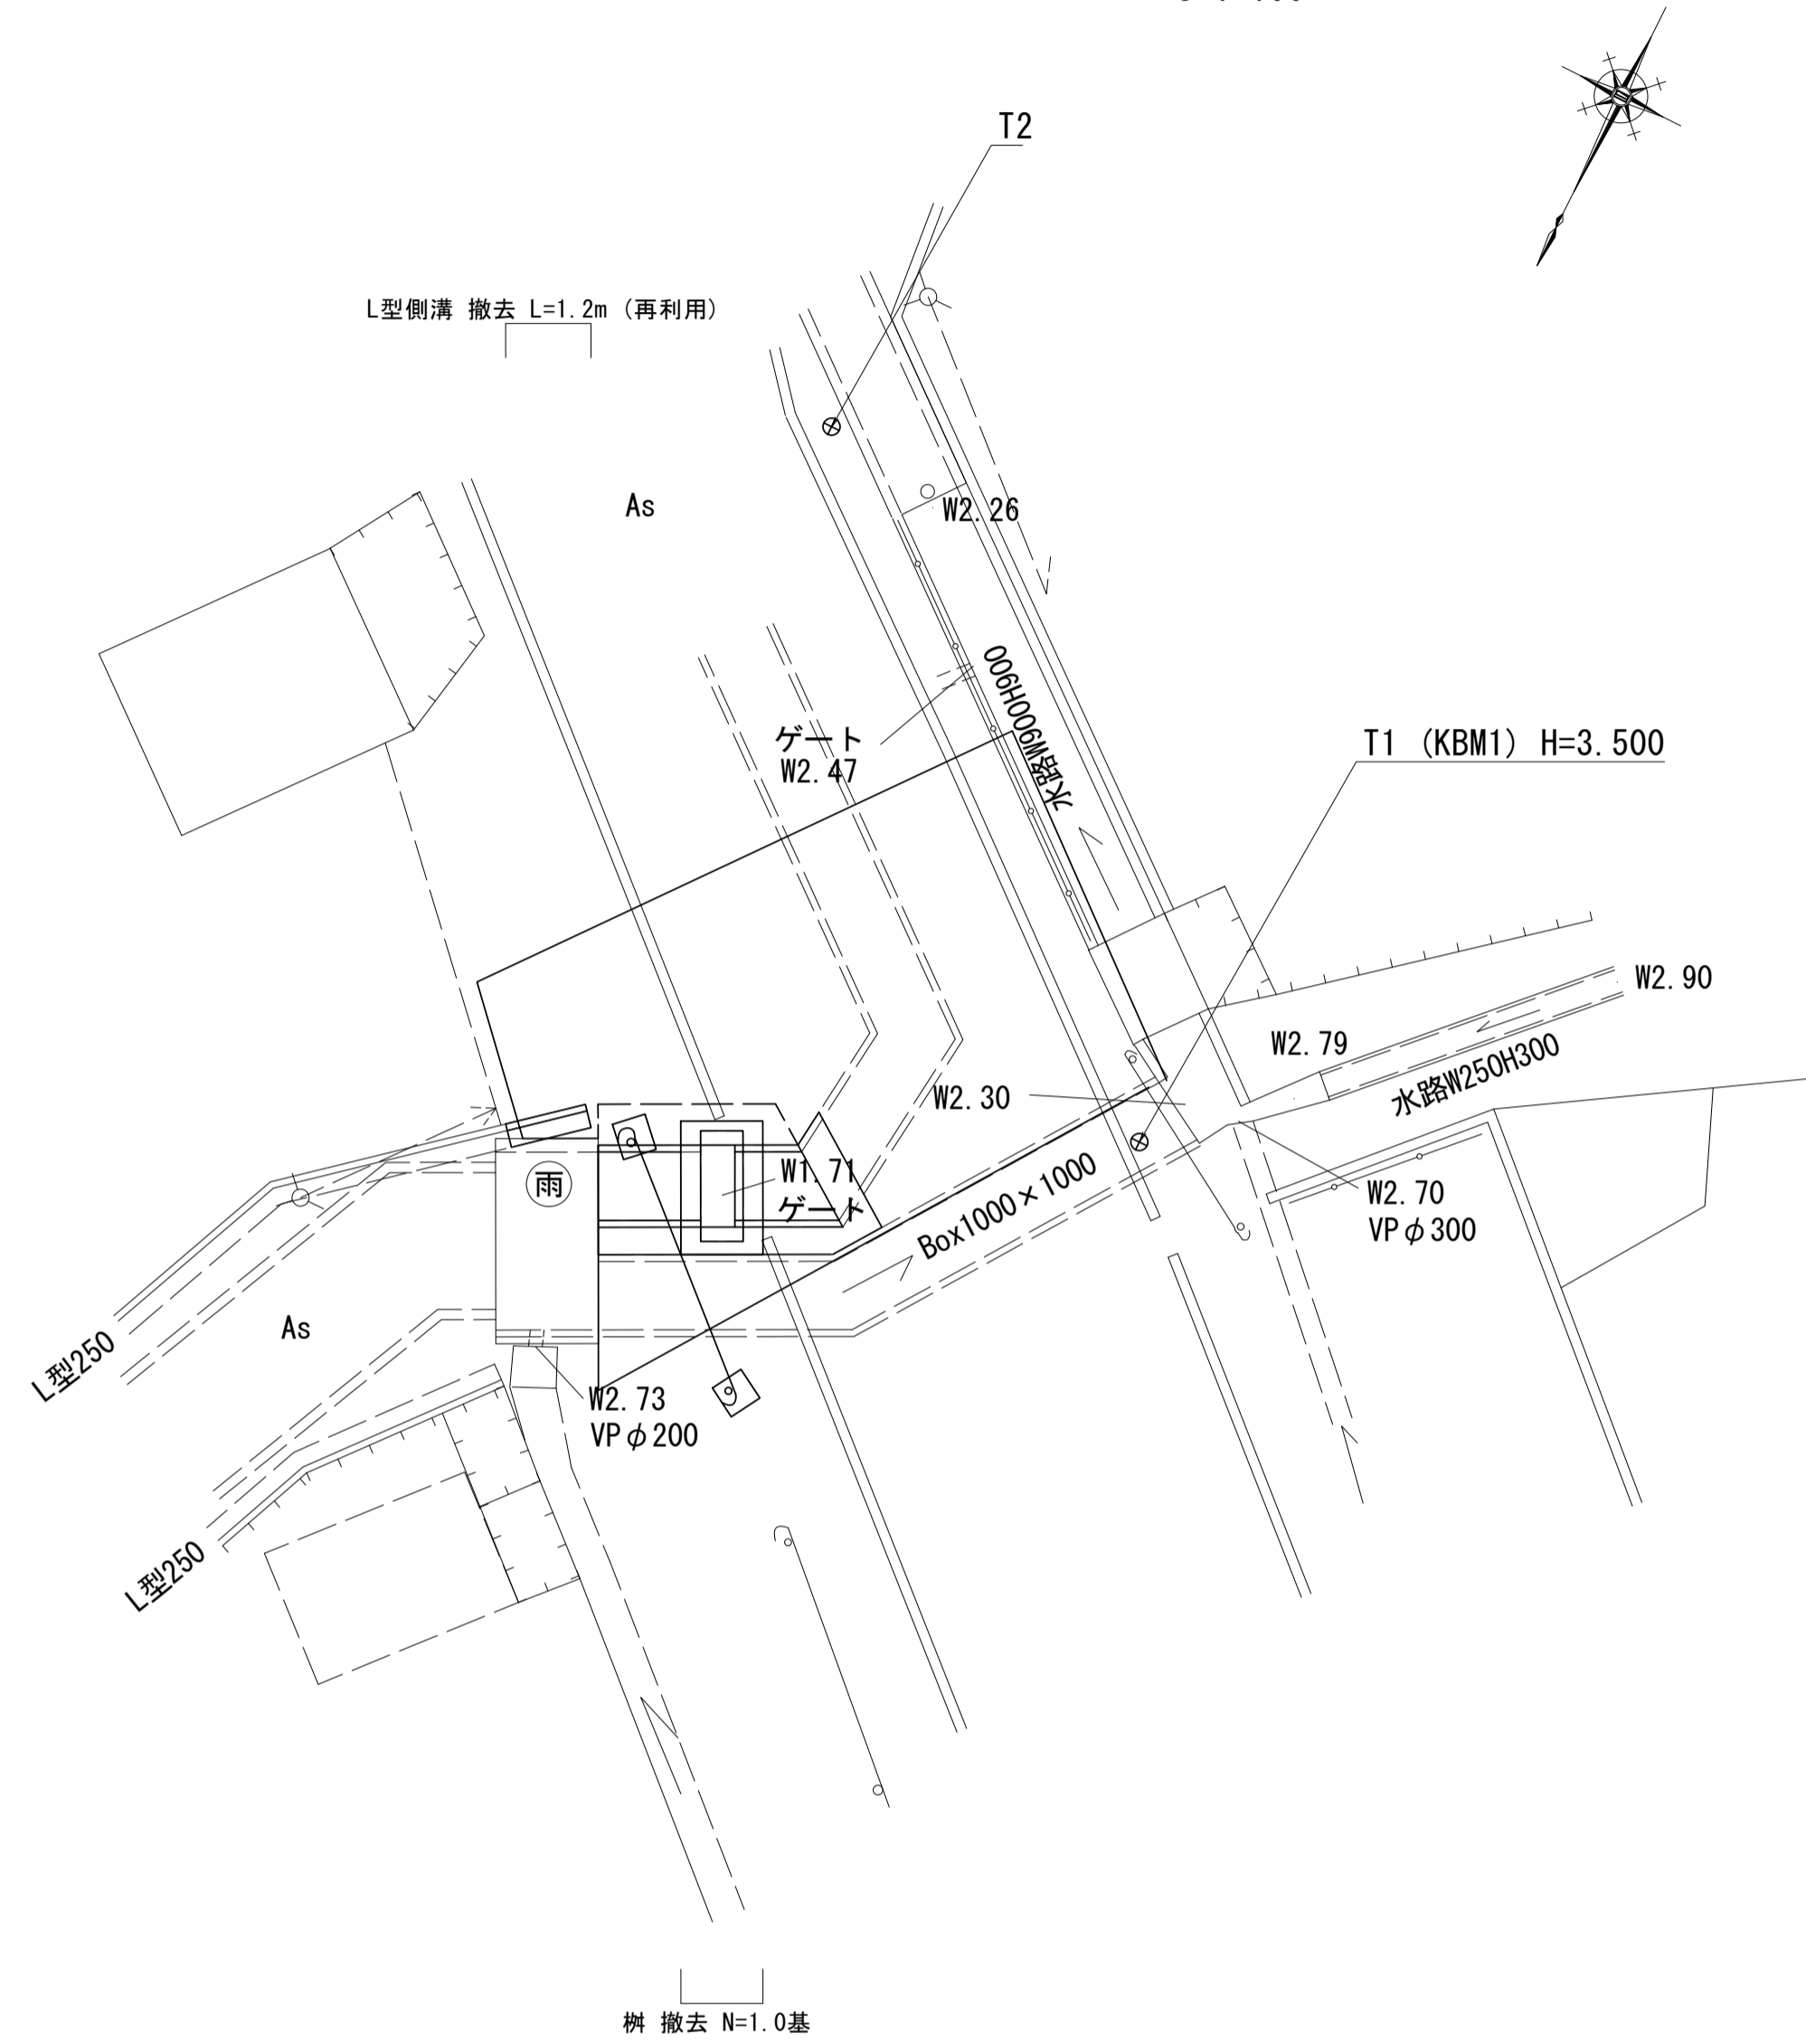 T2
L型側溝 撤去 L=1.2m (再利用)
As
W2.26
水路W900H900
ゲート
W2.47
T1 (KBM1) H=3.500
W2.90
W2.79
水路W250H300
W2.30
雨
W1.71
ゲート
Box1000×1000
W2.70
VPφ300
As
L型250
W2.73
VPφ200
L型250
桝 撤去 N=1.0基